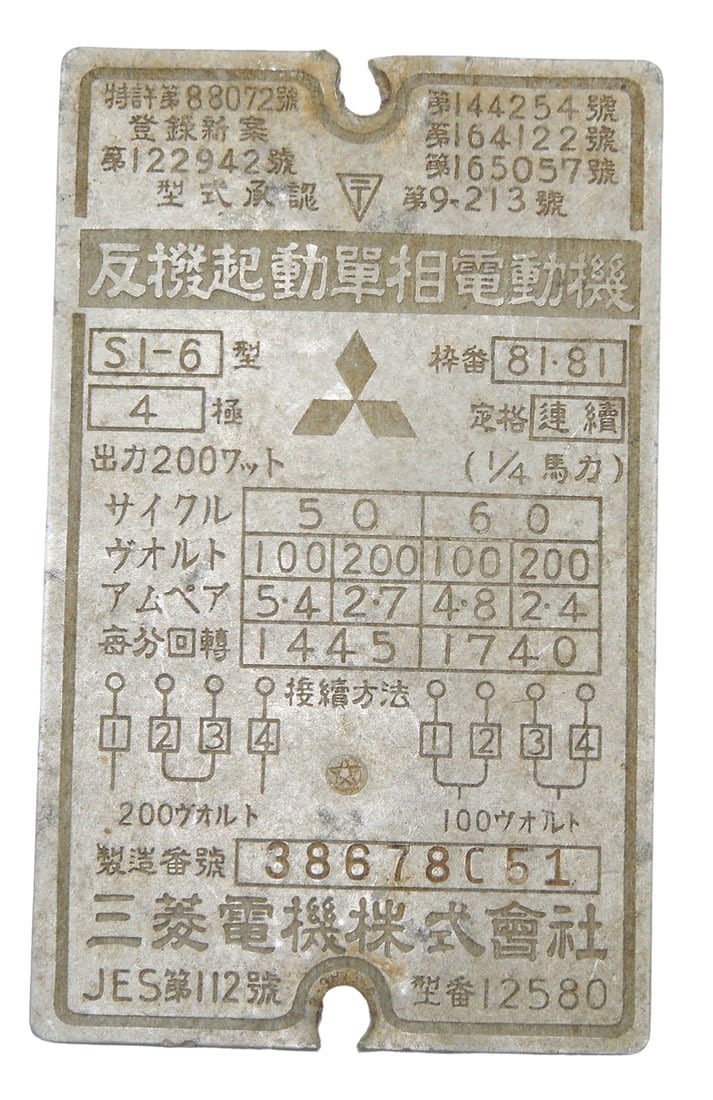 特許第88072號 第144254號
登錄新案 第164122號
第122942號 第165057號
型式承認 〒 第9-213號
反撥起動單相電動機
S1-6 型 枠番 81・81
4 極 定格 連續
出力200ワット (1/4馬力)
サイクル 50 60
ヴオルト 100 200 100 200
アムペア 5・4 2・7 4・8 2・4
每分回轉 1445 1740
接續方法
1 2 3 4 1 2 3 4
200ヴオルト 100ヴオルト
製造番號 38678C51
三菱電機株式會社
JES第112號 型番12580